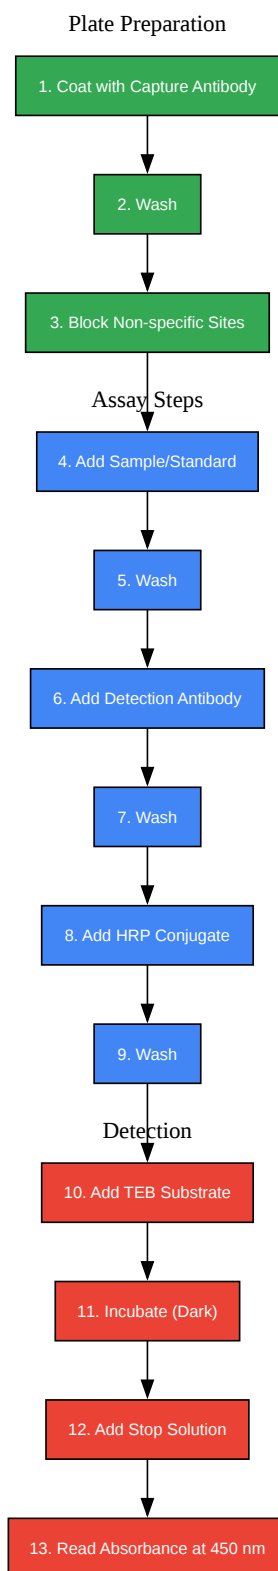 Plate Preparation
1. Coat with Capture Antibody
2. Wash
3. Block Non-specific Sites
Assay Steps
4. Add Sample/Standard
5. Wash
6. Add Detection Antibody
7. Wash
8. Add HRP Conjugate
9. Wash
Detection
10. Add TEB Substrate
11. Incubate (Dark)
12. Add Stop Solution
13. Read Absorbance at 450 nm